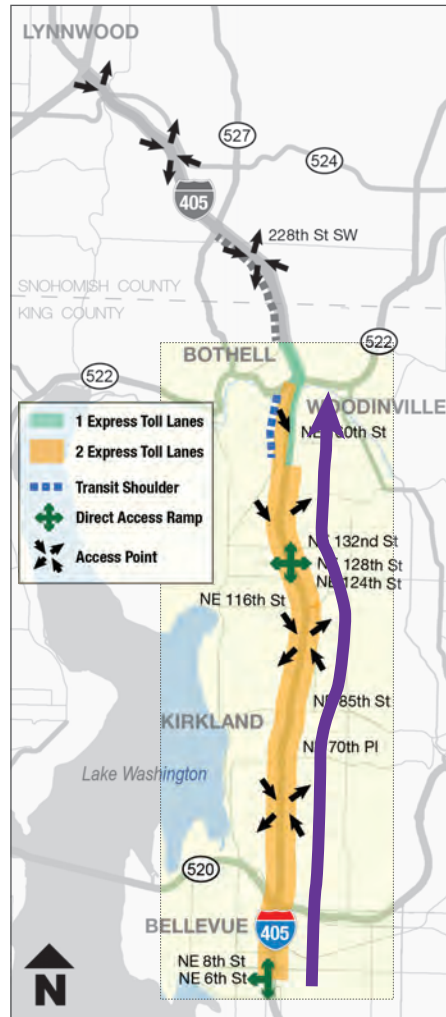 LYNNWOOD
527
524
405
228th St SW
SNOHOMISH COUNTY
KING COUNTY
522
BOTHELL
522
WOODINVILLE
1 Express Toll Lanes
2 Express Toll Lanes
Transit Shoulder
Direct Access Ramp
Access Point
NE 132nd St
NE 128th St
NE 124th St
NE 116th St
NE 85th St
KIRKLAND
NE 70th Pl
Lake Washington
520
BELLEVUE
405
NE 8th St
NE 6th St
N